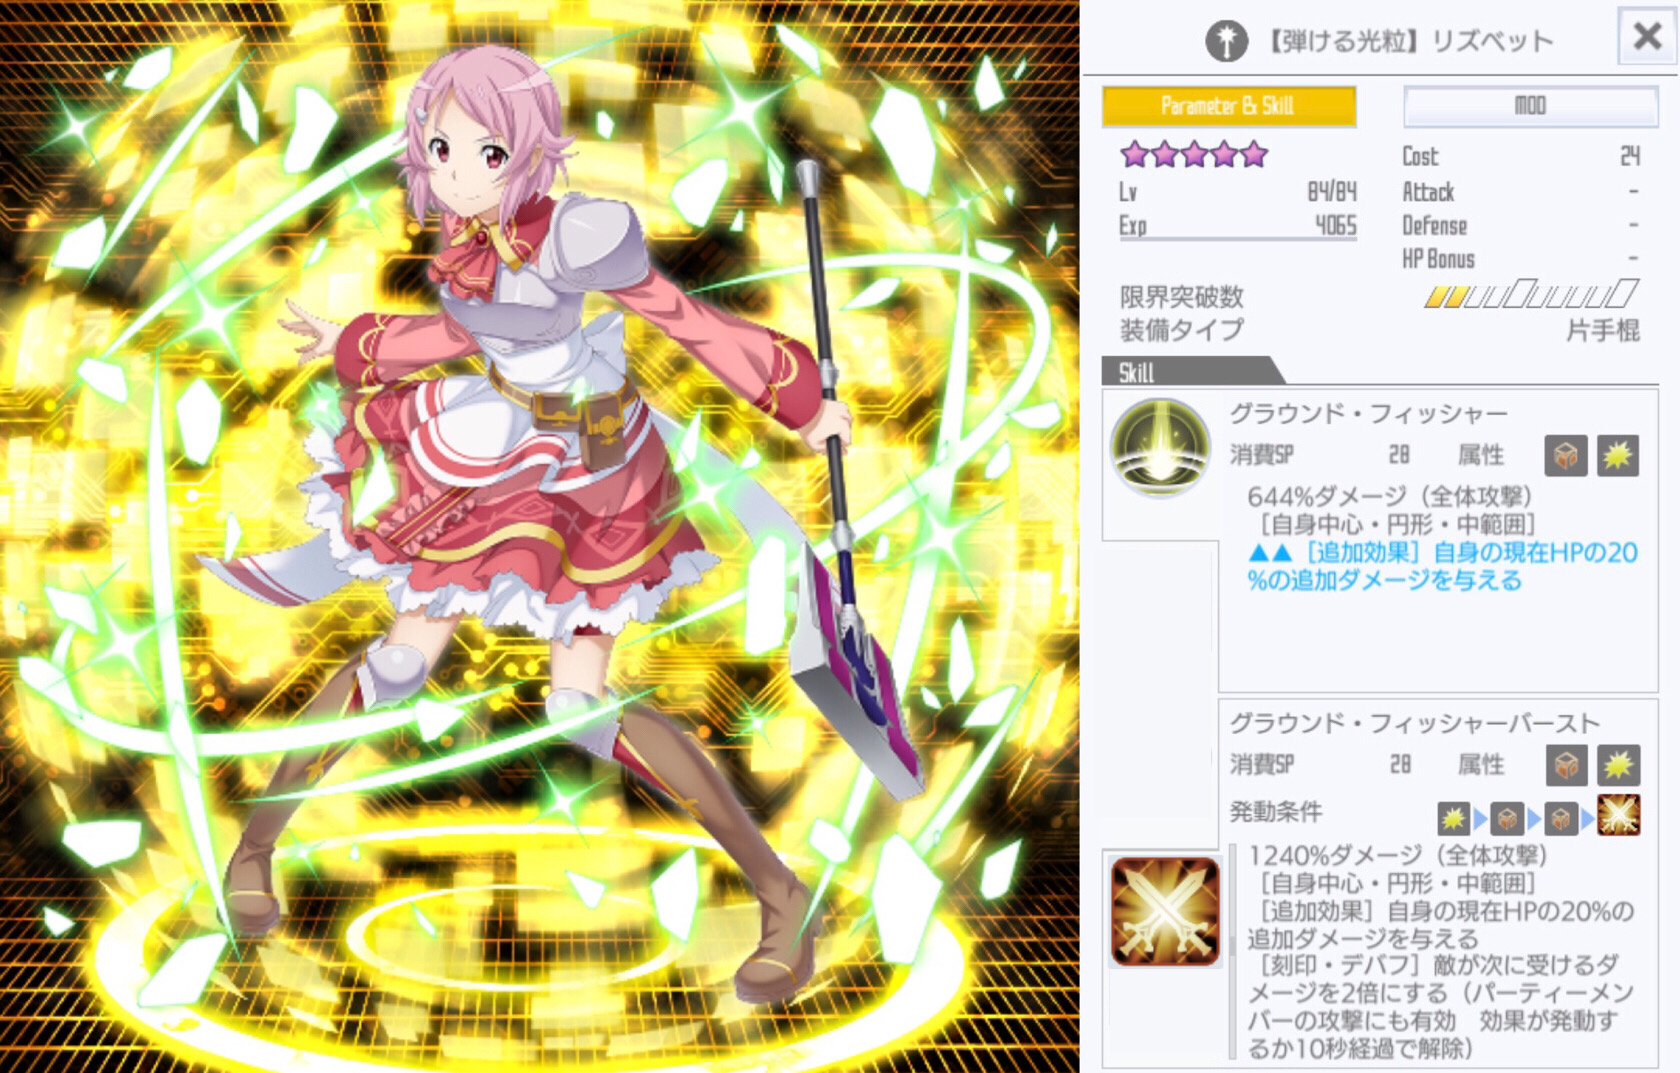 【弾ける光粒】リズベット
Parameter & Skill
MOD
Lv 84/84
Exp 4065
Cost 24
Attack -
Defense -
HP Bonus -
限界突破数
装備タイプ 片手棍
Skill
グラウンド・フィッシャー
消費SP 28 属性
644%ダメージ（全体攻撃）
［自身中心・円形・中範囲］
▲▲［追加効果］自身の現在HPの20
%の追加ダメージを与える
グラウンド・フィッシャーバースト
消費SP 28 属性
発動条件
1240%ダメージ（全体攻撃）
［自身中心・円形・中範囲］
［追加効果］自身の現在HPの20%の
追加ダメージを与える
［刻印・デバフ］敵が次に受けるダ
メージを2倍にする（パーティーメン
バーの攻撃にも有効　効果が発動す
るか10秒経過で解除）